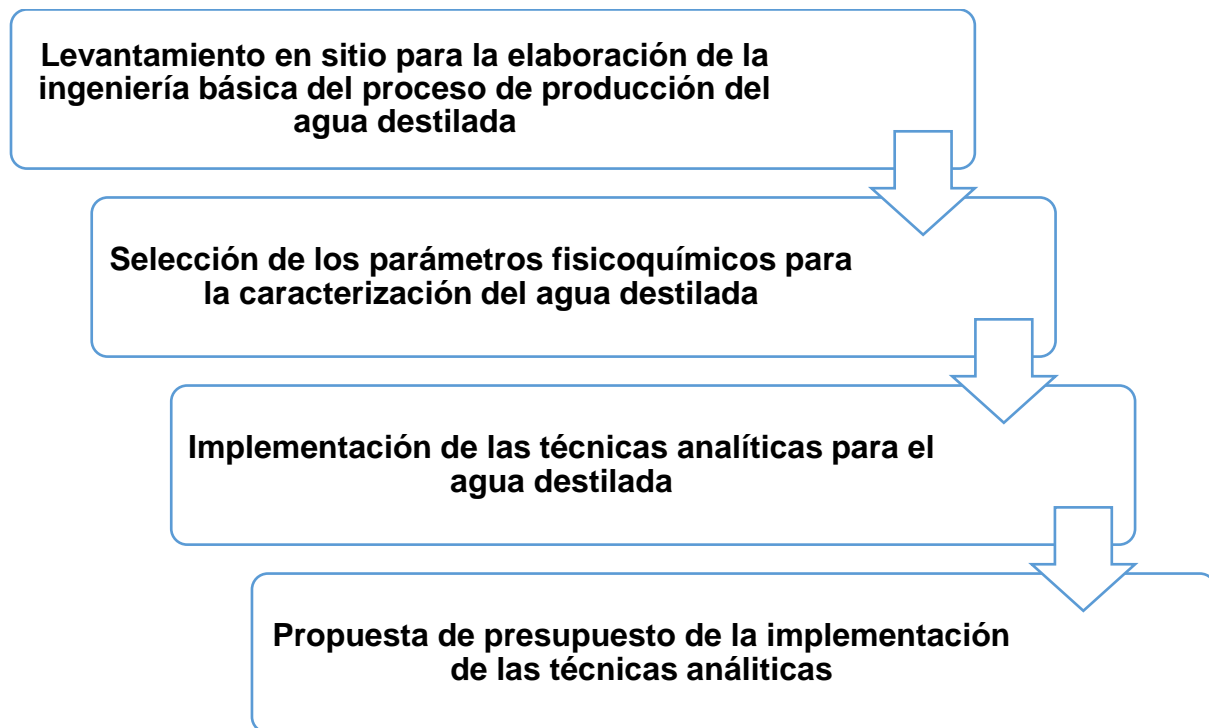 Levantamiento en sitio para la elaboración de la
ingeniería básica del proceso de producción del
agua destilada
Selección de los parámetros fisicoquímicos para
la caracterización del agua destilada
Implementación de las técnicas analíticas para el
agua destilada
Propuesta de presupuesto de la implementación
de las técnicas análiticas